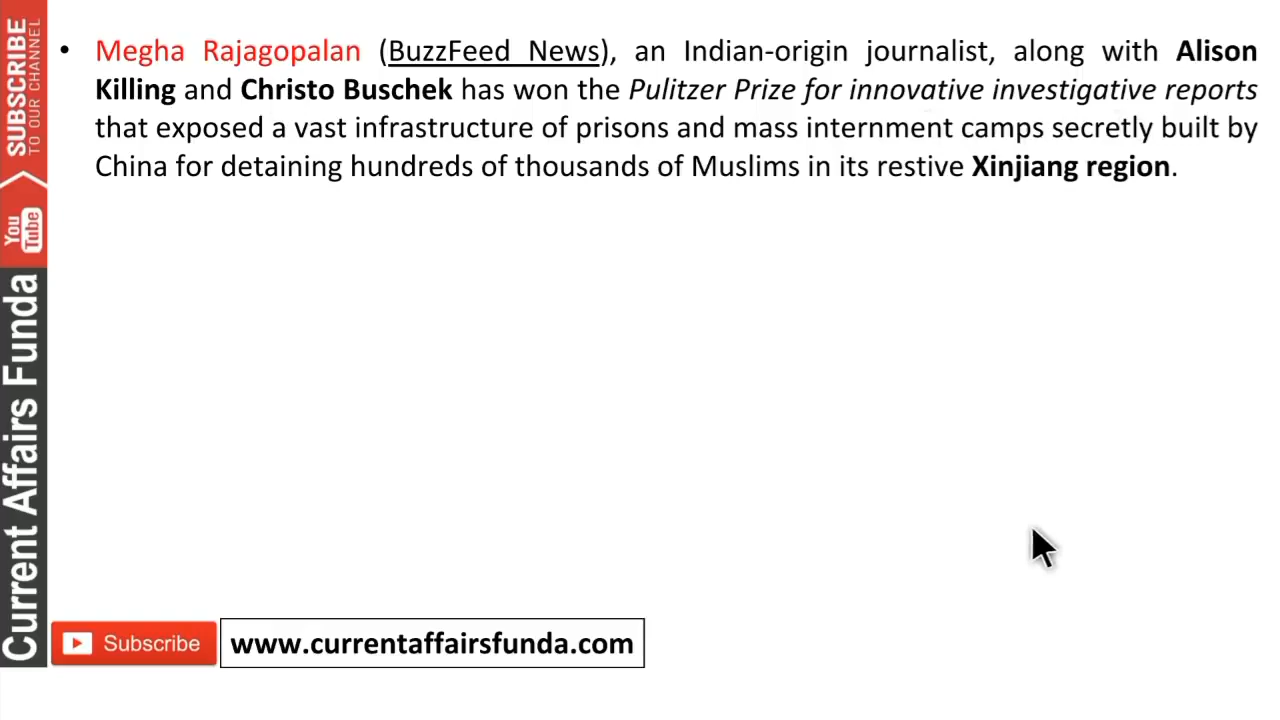 • Megha Rajagopalan (BuzzFeed News), an Indian-origin journalist, along with Alison
Killing and Christo Buschek has won the Pulitzer Prize for innovative investigative reports
that exposed a vast infrastructure of prisons and mass internment camps secretly built by
China for detaining hundreds of thousands of Muslims in its restive Xinjiang region.
SUBSCRIBE
TO OUR CHANNEL
You
Tube
Current Affairs Funda
Subscribe
www.currentaffairsfunda.com